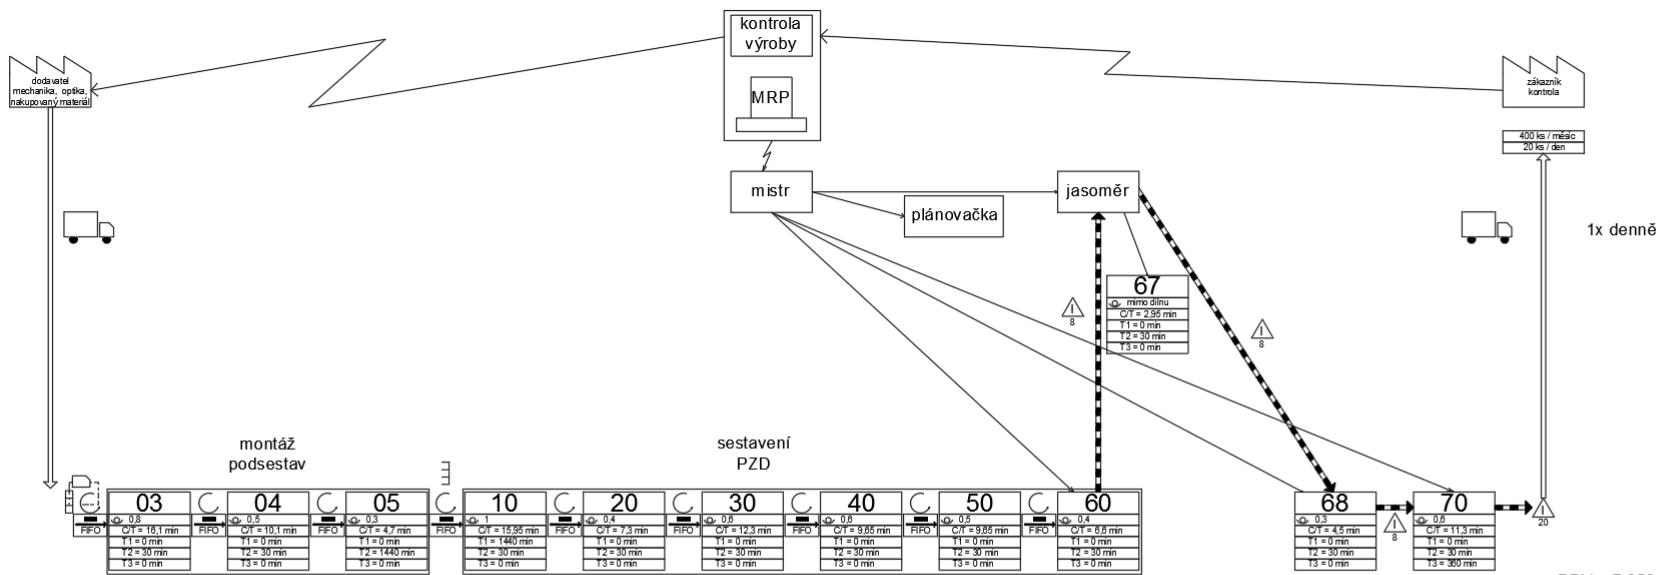 kontrola
výroby
MRP
dodavatel
mechanika, optika,
nakupovaný materiál
zákazník
kontrola
400 ks / měsíc
20 ks / den
mistr
plánovačka
jasoměr
1x denně
67
mimo dílnu
C/T = 2,95 min
T1 = 0 min
T2 = 30 min
T3 = 0 min
8
8
montáž
podsestav
sestavení
PZD
FIFO
03
0,8
C/T = 16,1 min
T1 = 0 min
T2 = 30 min
T3 = 0 min
FIFO
04
0,5
C/T = 10,1 min
T1 = 0 min
T2 = 30 min
T3 = 0 min
FIFO
05
0,3
C/T = 4,7 min
T1 = 0 min
T2 = 1440 min
T3 = 0 min
FIFO
10
1
C/T = 15,95 min
T1 = 1440 min
T2 = 30 min
T3 = 0 min
FIFO
20
0,4
C/T = 7,3 min
T1 = 0 min
T2 = 30 min
T3 = 0 min
FIFO
30
0,6
C/T = 12,3 min
T1 = 0 min
T2 = 30 min
T3 = 0 min
FIFO
40
0,6
C/T = 9,65 min
T1 = 0 min
T2 = 30 min
T3 = 0 min
FIFO
50
0,5
C/T = 9,65 min
T1 = 0 min
T2 = 30 min
T3 = 0 min
FIFO
60
0,4
C/T = 6,6 min
T1 = 0 min
T2 = 30 min
T3 = 0 min
68
0,3
C/T = 4,5 min
T1 = 0 min
T2 = 30 min
T3 = 0 min
8
70
0,6
C/T = 11,3 min
T1 = 0 min
T2 = 30 min
T3 = 360 min
20